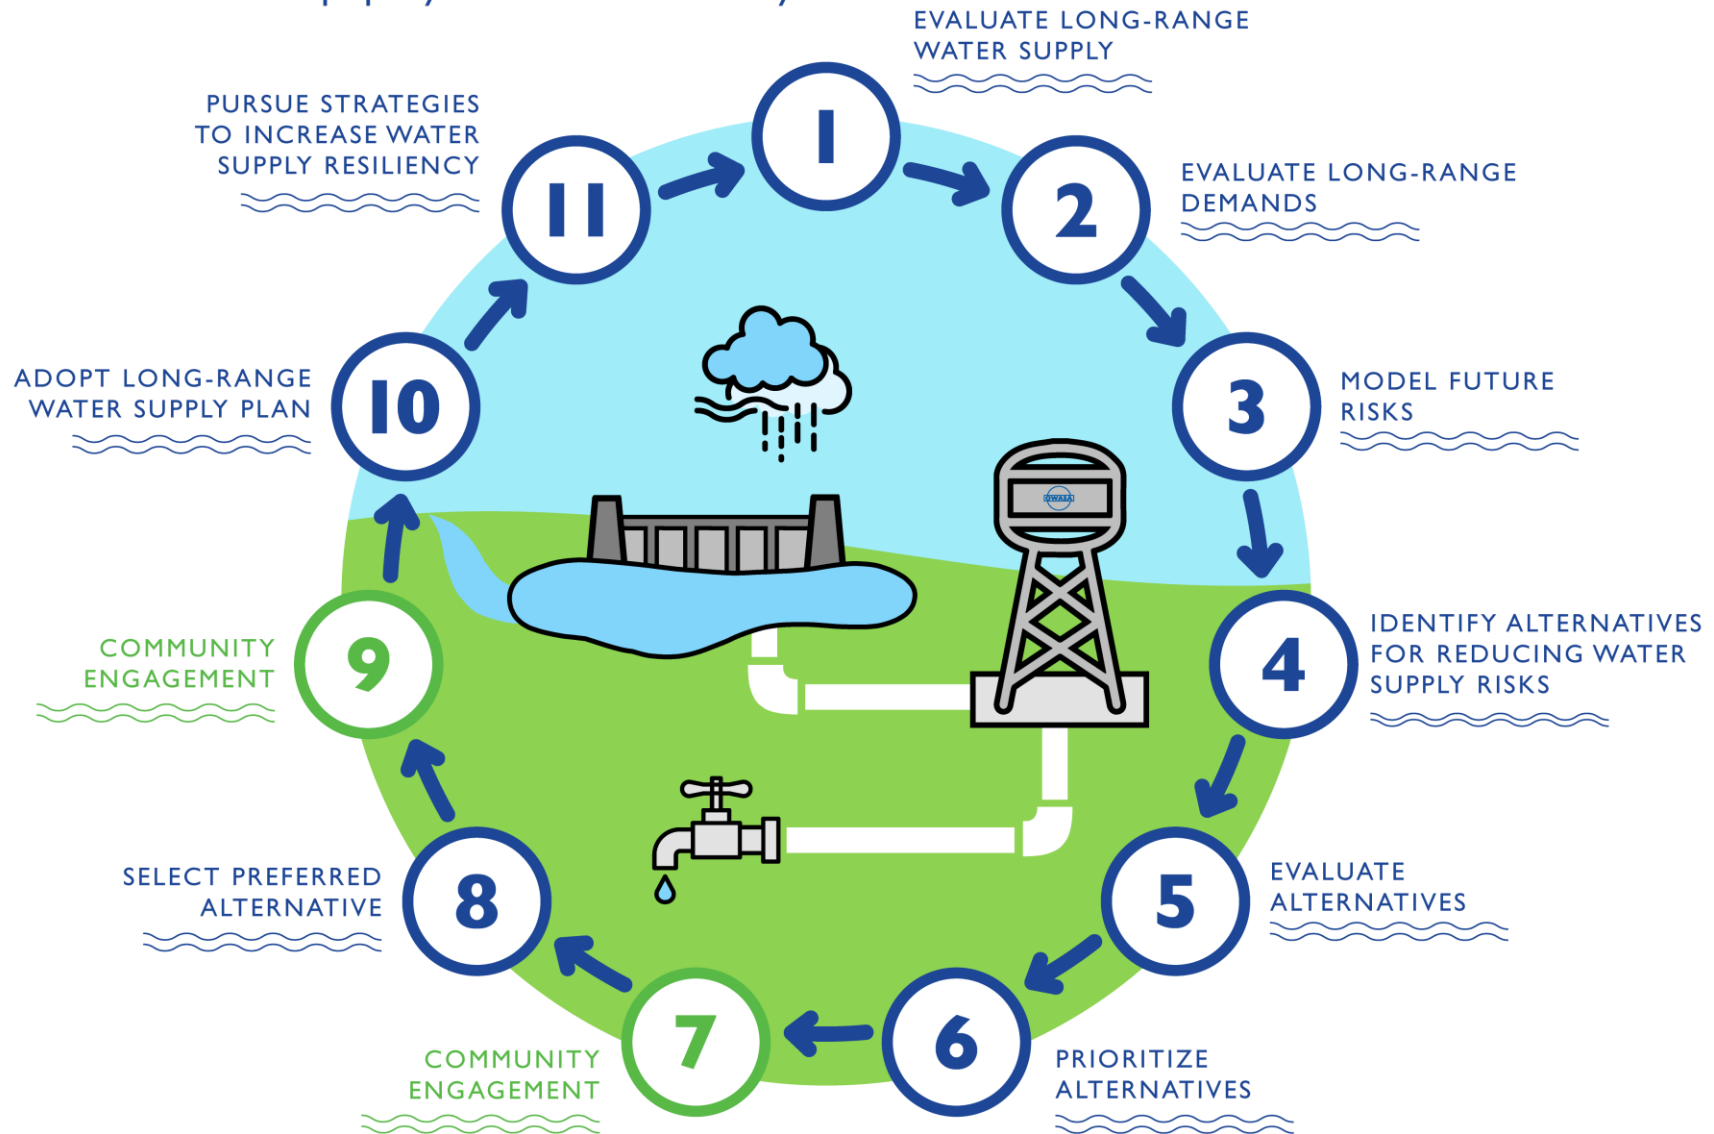 1
EVALUATE LONG-RANGE
WATER SUPPLY
2
EVALUATE LONG-RANGE
DEMANDS
3
MODEL FUTURE
RISKS
4
IDENTIFY ALTERNATIVES
FOR REDUCING WATER
SUPPLY RISKS
5
EVALUATE
ALTERNATIVES
6
PRIORITIZE
ALTERNATIVES
7
COMMUNITY
ENGAGEMENT
8
SELECT PREFERRED
ALTERNATIVE
9
COMMUNITY
ENGAGEMENT
10
ADOPT LONG-RANGE
WATER SUPPLY PLAN
11
PURSUE STRATEGIES
TO INCREASE WATER
SUPPLY RESILIENCY
OWASA